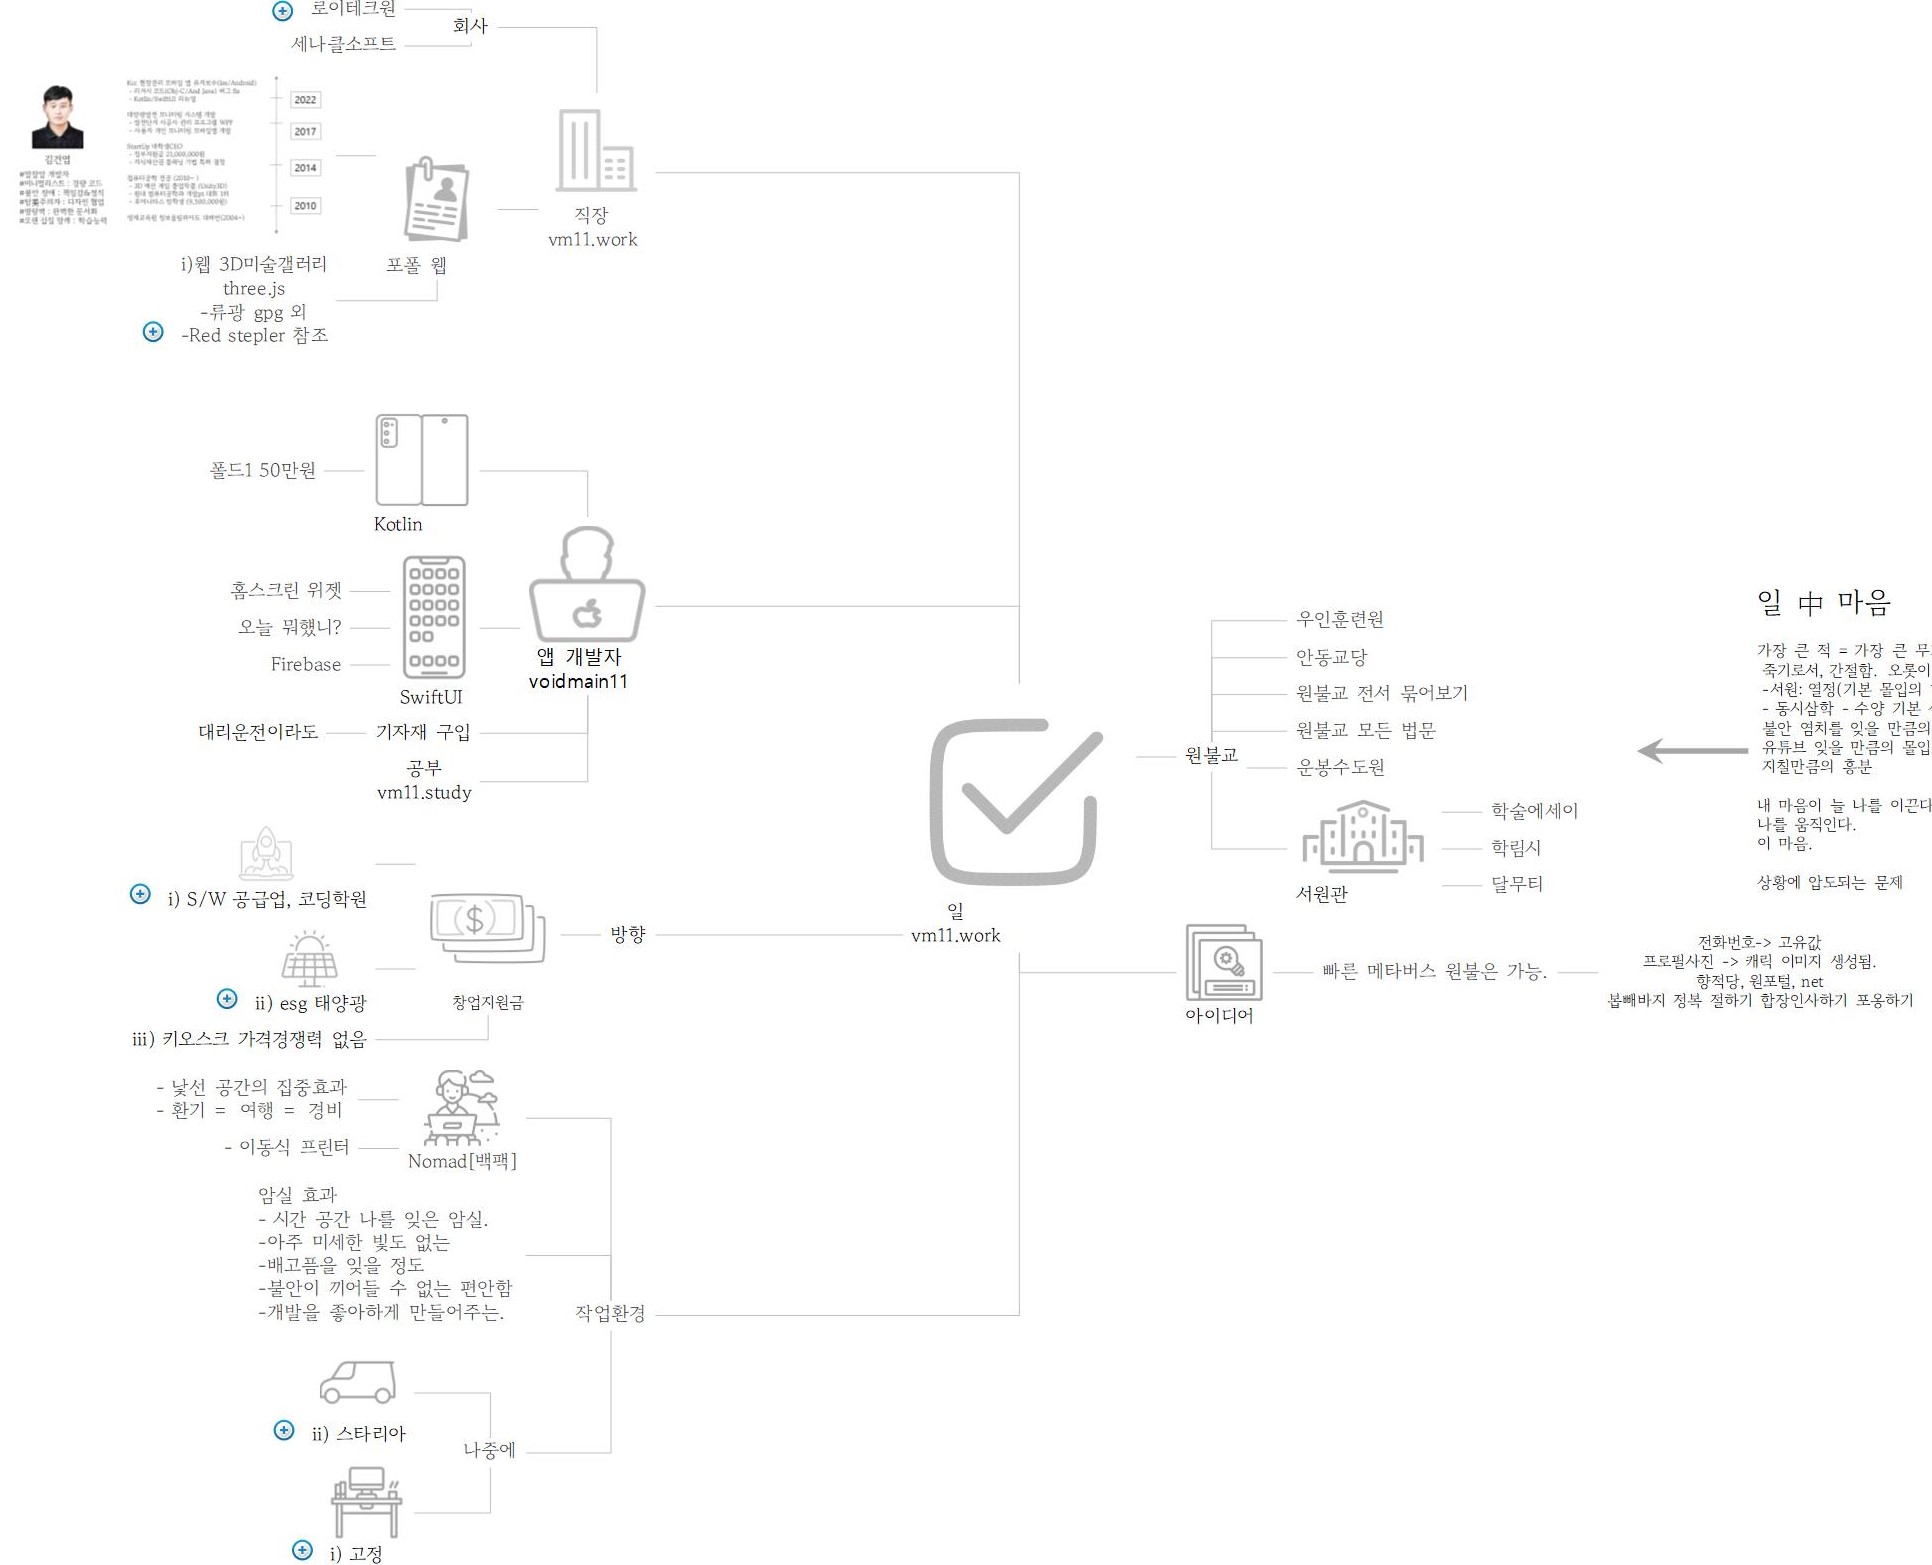 로이테크원
세나클소프트
회사
김건엽
2022
2017
2014
2010
직장
vm11.work
포폴 웹
i)웹 3D미술갤러리
three.js
-류광 gpg 외
-Red stepler 참조
폴드1 50만원
Kotlin
홈스크린 위젯
오늘 뭐했니?
Firebase
SwiftUI
앱 개발자
voidmain11
대리운전이라도
기자재 구입
공부
vm11.study
i) S/W 공급업, 코딩학원
ii) esg 태양광
iii) 키오스크 가격경쟁력 없음
창업지원금
방향
- 낯선 공간의 집중효과
- 환기 = 여행 = 경비
- 이동식 프린터
Nomad[백팩]
암실 효과
- 시간 공간 나를 잊은 암실.
-아주 미세한 빛도 없는
-배고픔을 잊을 정도
-불안이 끼어들 수 없는 편안함
-개발을 좋아하게 만들어주는.
작업환경
ii) 스타리아
나중에
i) 고정
일
vm11.work
원불교
우인훈련원
안동교당
원불교 전서 묶어보기
원불교 모든 법문
운봉수도원
서원관
학술에세이
학림시
달무티
아이디어
빠른 메타버스 원불은 가능.
전화번호-> 고유값
프로필사진 -> 캐릭 이미지 생성됨.
향적당, 원포털, net
봅빼바지 정복 절하기 합장인사하기 포옹하기
일 中 마음
가장 큰 적 = 가장 큰 무
죽기로서, 간절함. 오롯이
-서원: 열정(기본 몰입의
- 동시삼학 - 수양 기본
불안 염치를 잊을 만큼의
유튜브 잊을 만큼의 몰입
지칠만큼의 흥분
내 마음이 늘 나를 이끈다
나를 움직인다.
이 마음.
상황에 압도되는 문제